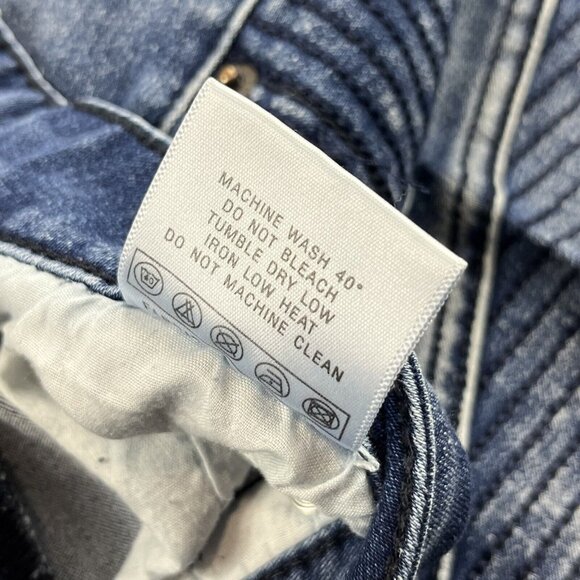 MACHINE WASH 40°
DO NOT BLEACH
TUMBLE DRY LOW
IRON LOW HEAT
DO NOT MACHINE CLEAN